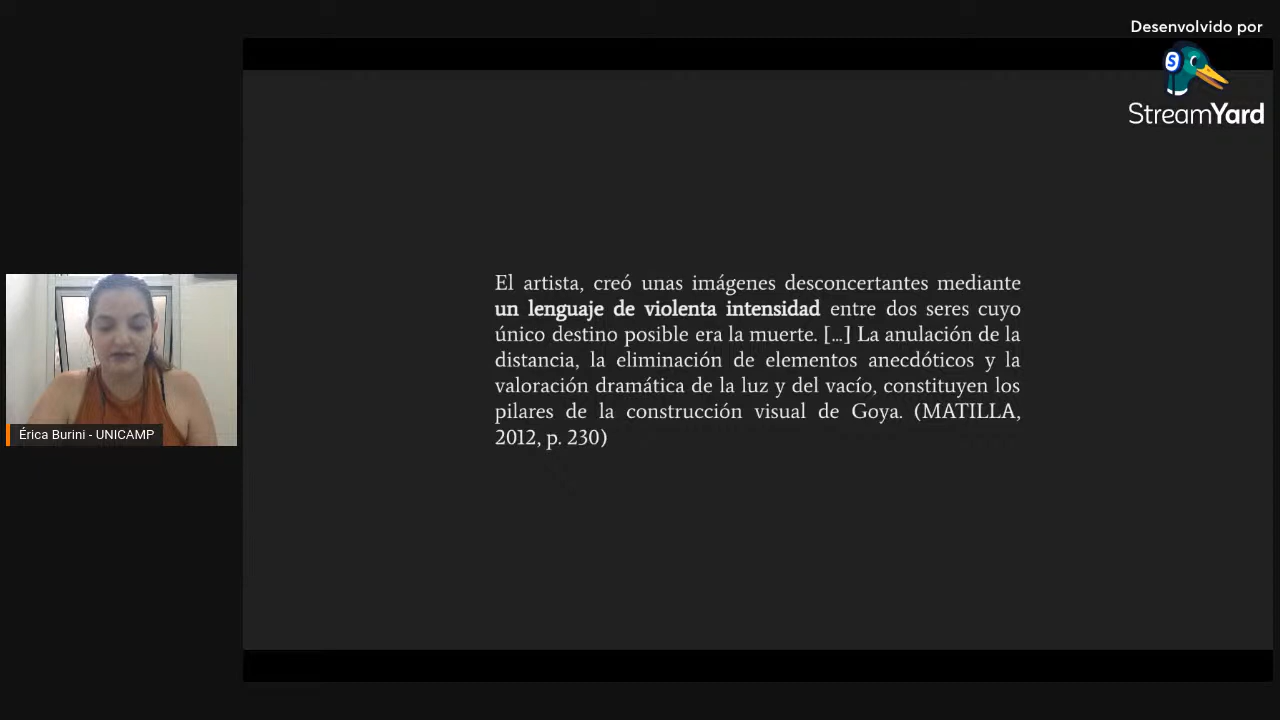 Desenvolvido por
StreamYard
El artista, creó unas imágenes desconcertantes mediante
un lenguaje de violenta intensidad entre dos seres cuyo
único destino posible era la muerte. [...] La anulación de la
distancia, la eliminación de elementos anecdóticos y la
valoración dramática de la luz y del vacío, constituyen los
pilares de la construcción visual de Goya. (MATILLA,
2012, p. 230)
Érica Burini - UNICAMP